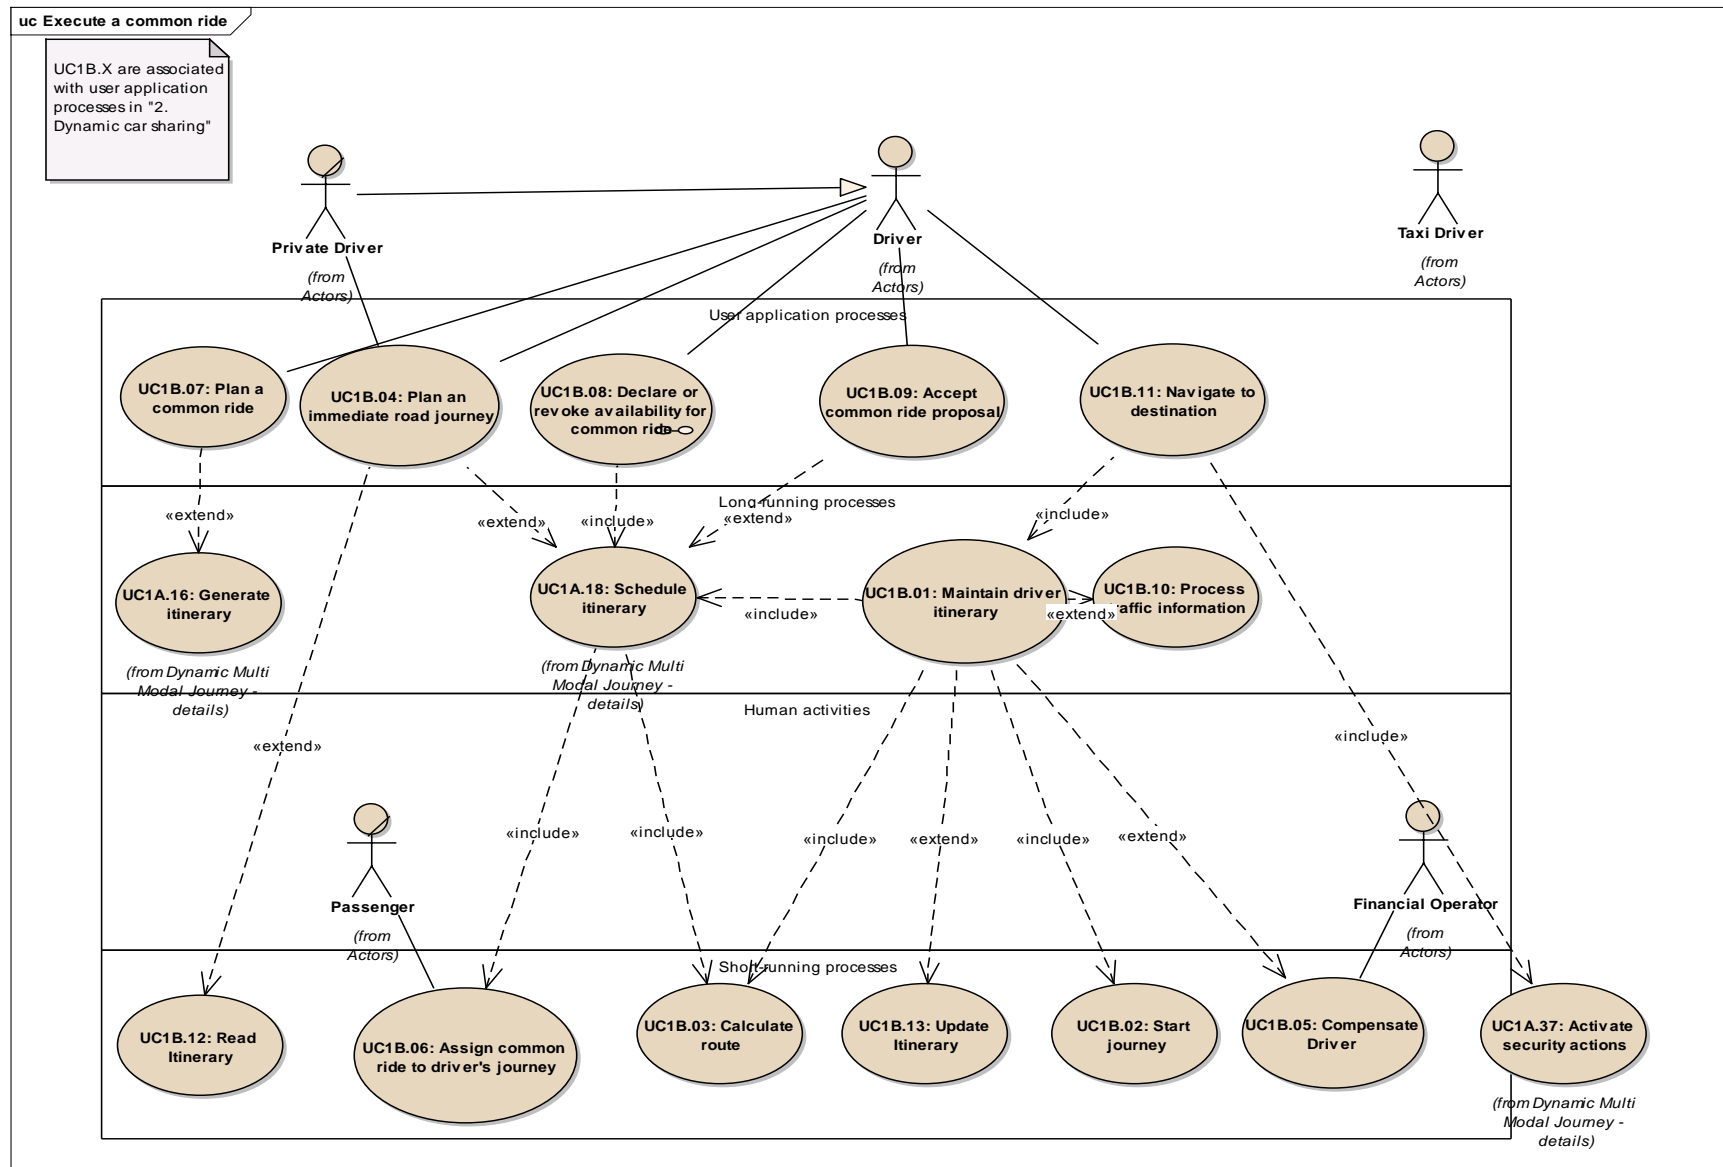 uc Execute a common ride
UC1B.X are associated
with user application
processes in "2.
Dynamic car sharing"
Private Driver
(from
Actors)
Driver
(from
Actors)
Taxi Driver
(from
Actors)
User application processes
UC1B.07: Plan a
common ride
UC1B.04: Plan an
immediate road journey
UC1B.08: Declare or
revoke availability for
common ride
UC1B.09: Accept
common ride proposal
UC1B.11: Navigate to
destination
Long-running processes
«extend»
«extend»
«include»
«extend»
«include»
UC1A.16: Generate
itinerary
(from Dynamic Multi
Modal Journey -
details)
UC1A.18: Schedule
itinerary
(from Dynamic Multi
Modal Journey -
details)
«include»
UC1B.01: Maintain driver
itinerary
«extend»
UC1B.10: Process
traffic information
Human activities
«extend»
«include»
«include»
«include»
«include»
«extend»
«include»
«extend»
Passenger
(from
Actors)
Financial Operator
(from
Actors)
Short-running processes
UC1B.12: Read
Itinerary
UC1B.06: Assign common
ride to driver's journey
UC1B.03: Calculate
route
UC1B.13: Update
Itinerary
UC1B.02: Start
journey
UC1B.05: Compensate
Driver
UC1A.37: Activate
security actions
(from Dynamic Multi
Modal Journey -
details)